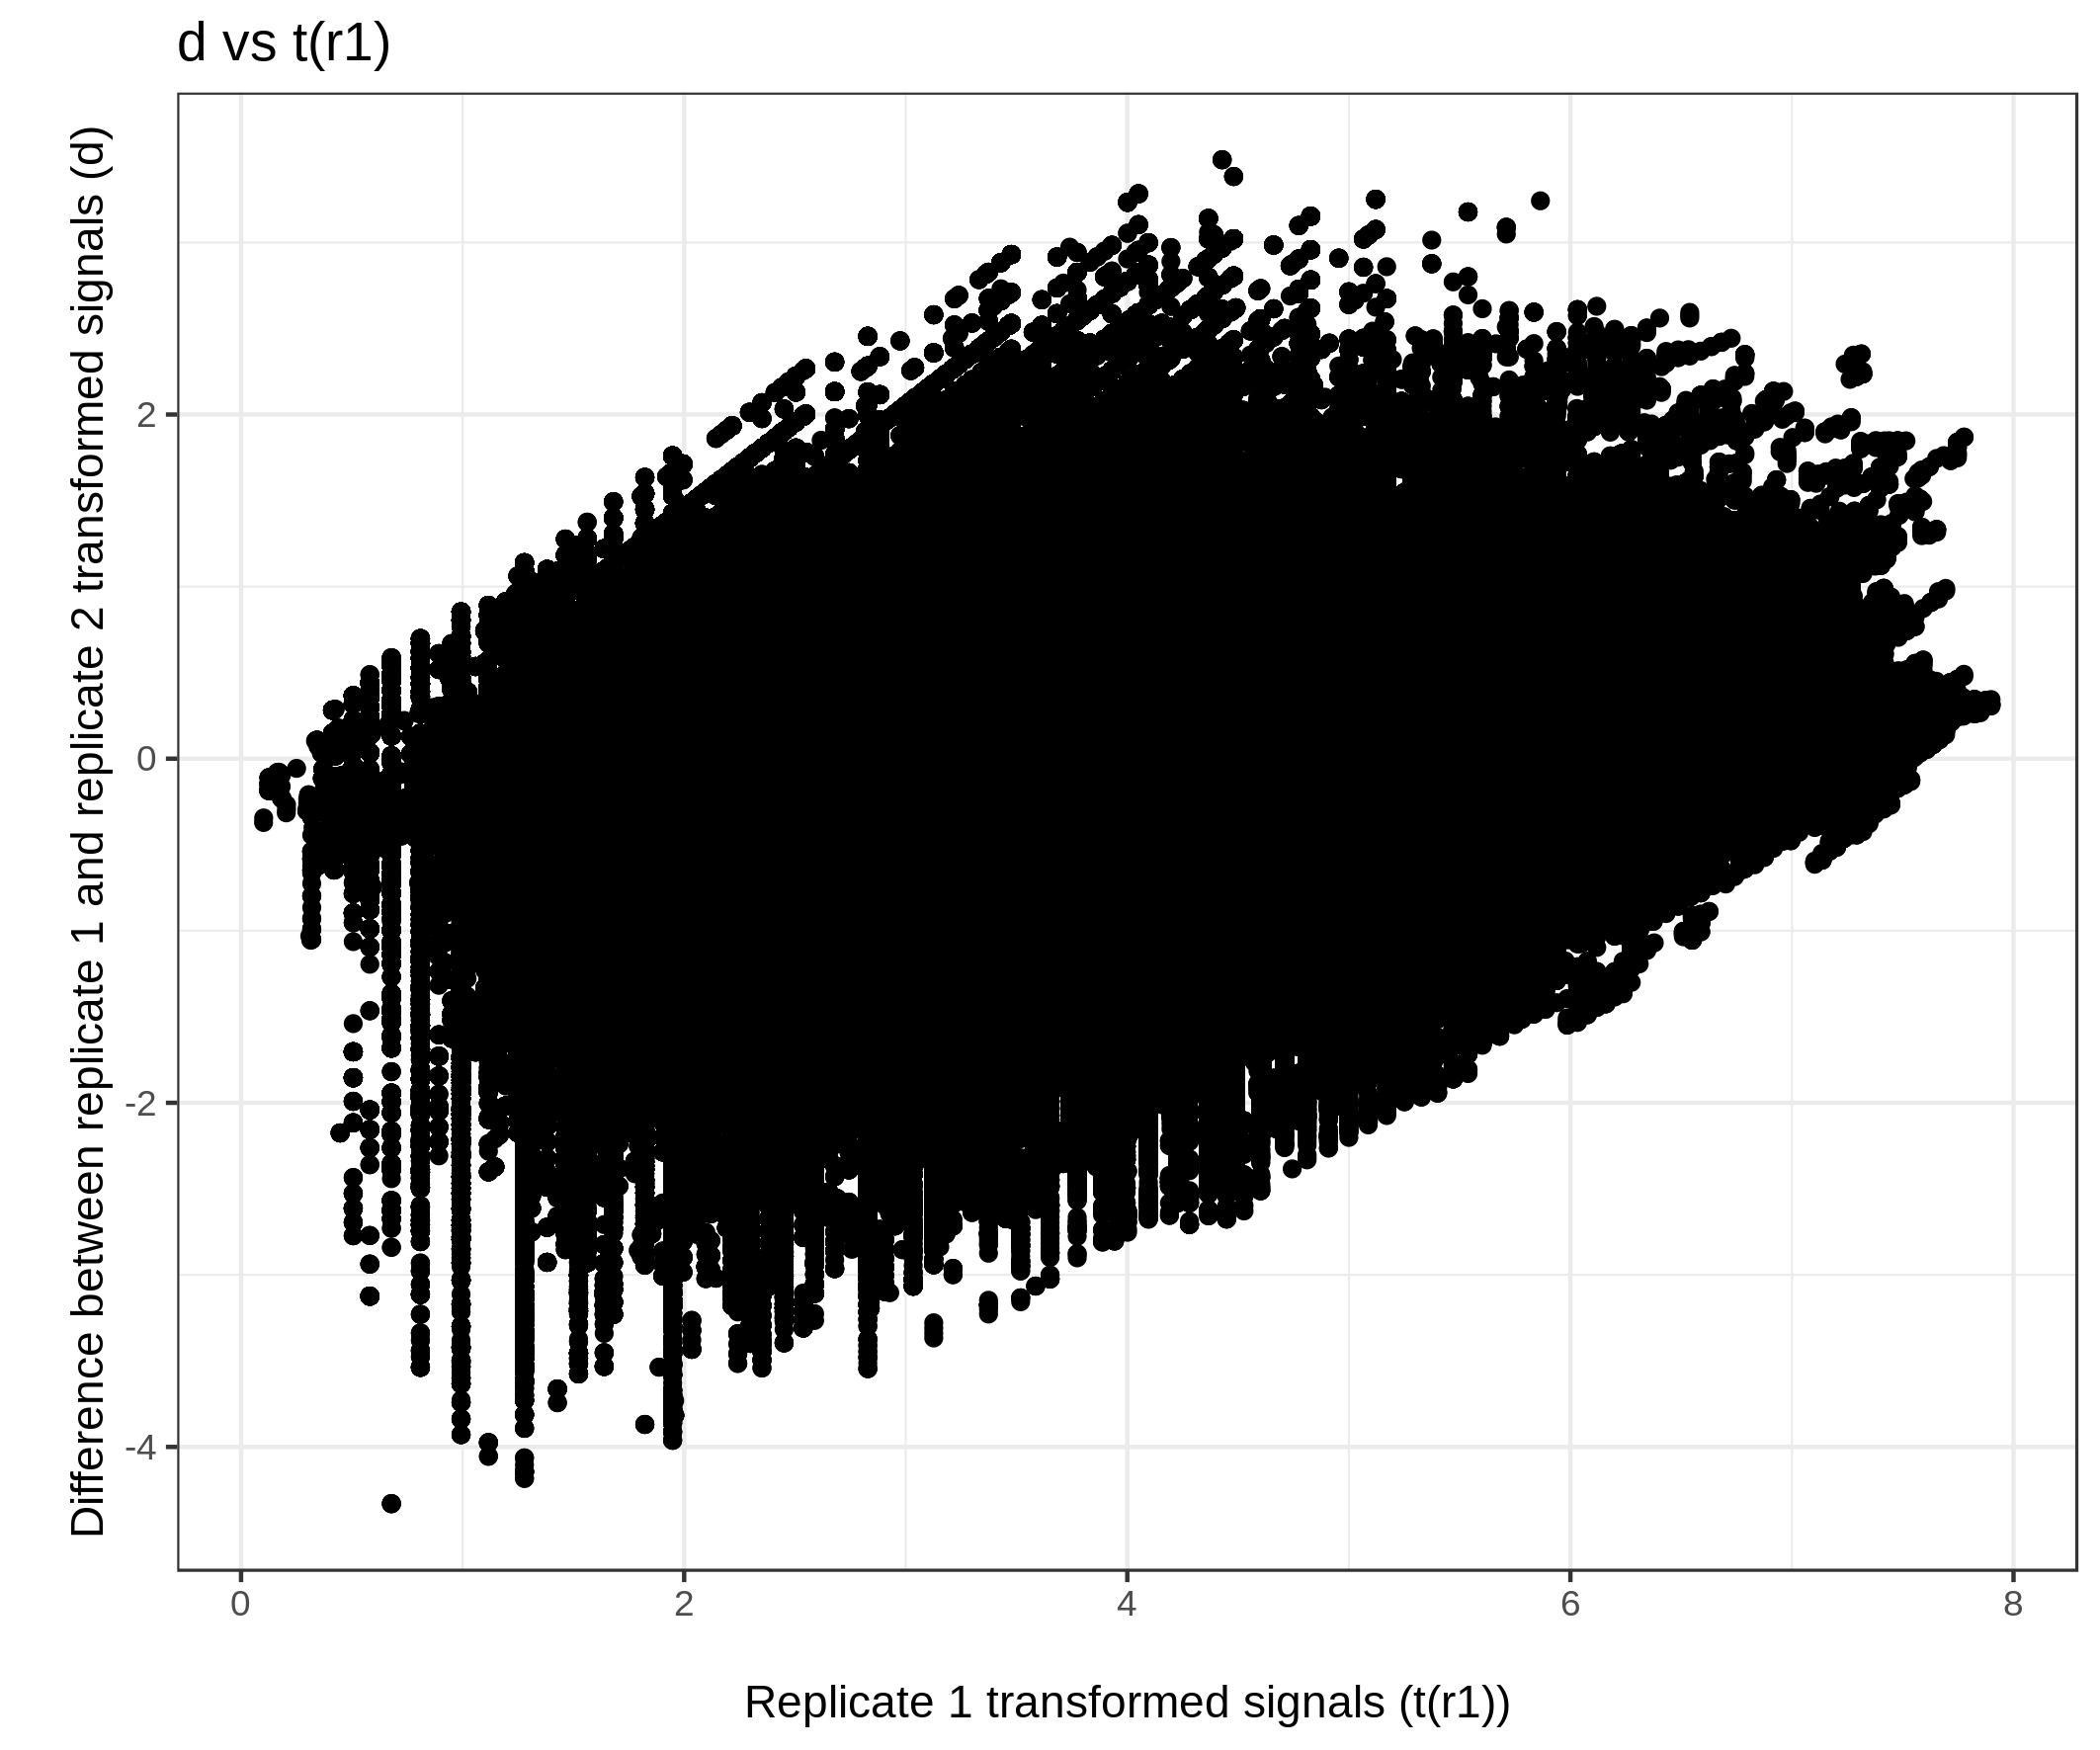 d vs t(r1)
Difference between replicate 1 and replicate 2 transformed signals (d)
2
0
-2
-4
0 2 4 6 8
Replicate 1 transformed signals (t(r1))